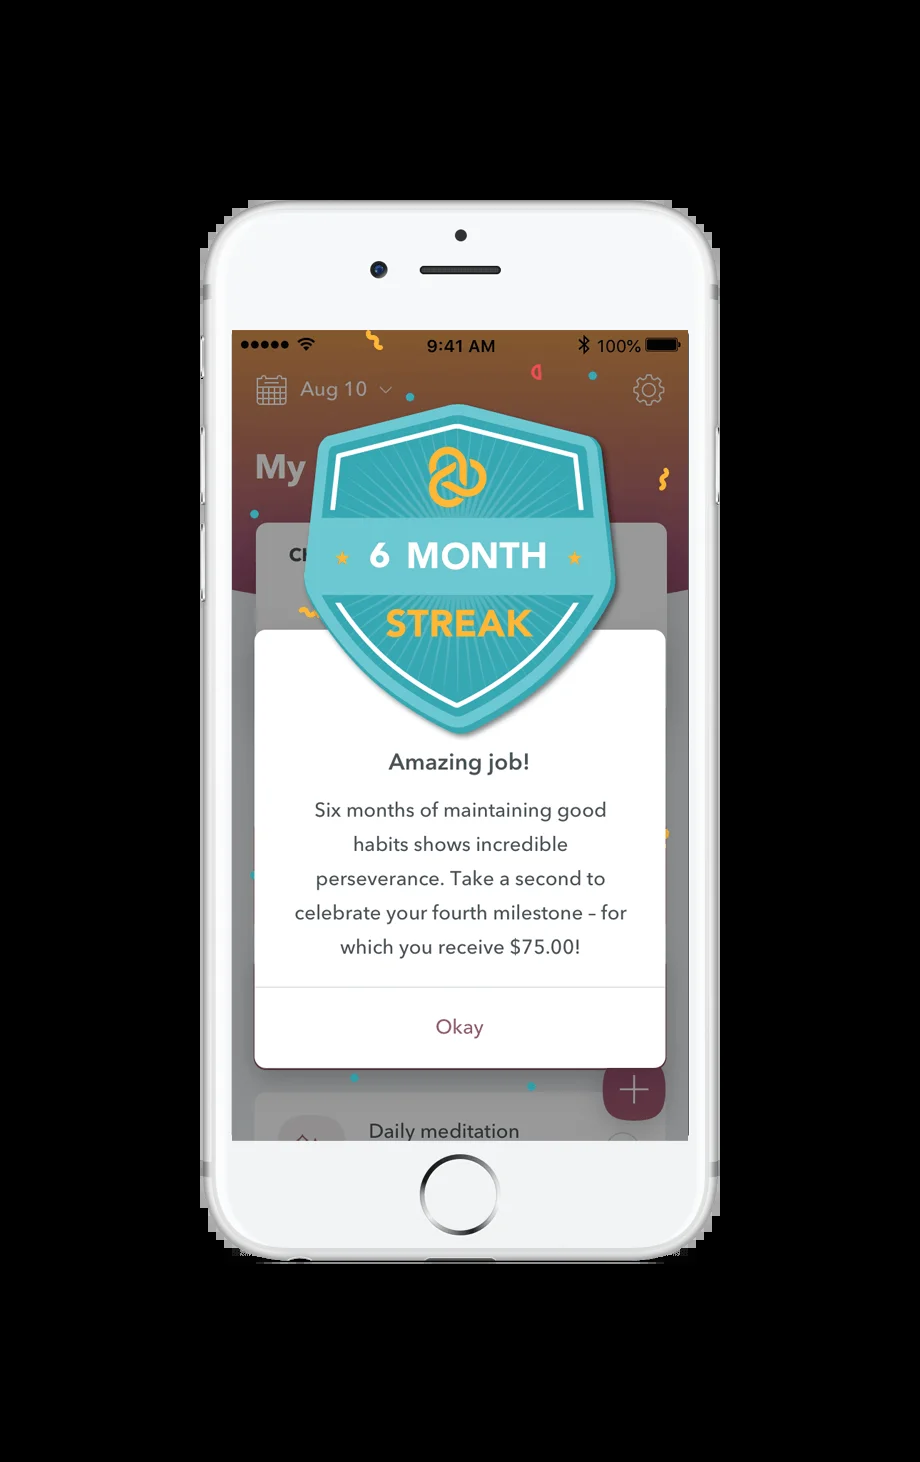 9:41 AM
100%
Aug 10
My
6 MONTH
STREAK
Amazing job!
Six months of maintaining good
habits shows incredible
perseverance. Take a second to
celebrate your fourth milestone – for
which you receive $75.00!
Okay
Daily meditation